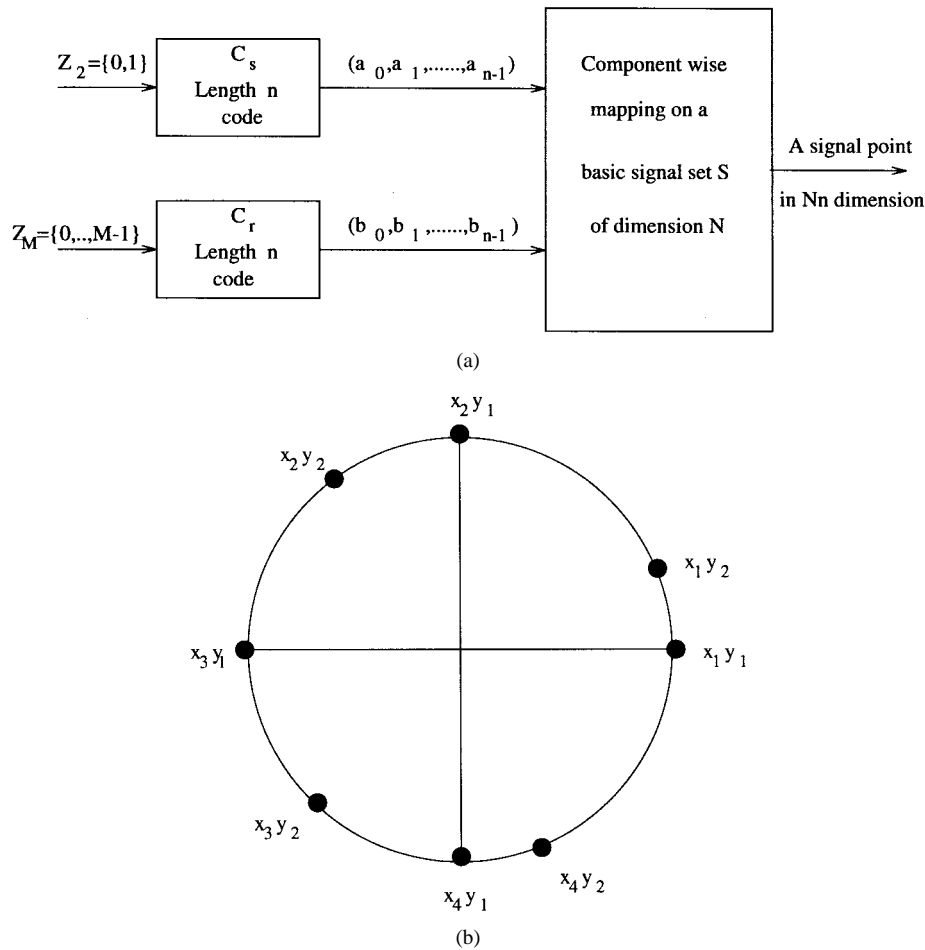 Z_2={0,1}
C_s
Length n
code
(a_0,a_1,......,a_{n-1})
Z_M={0,..,M-1}
C_r
Length n
code
(b_0,b_1,......,b_{n-1})
Component wise
mapping on a
basic signal set S
of dimension N
A signal point
in Nn dimension
(a)
x_2 y_1
x_2 y_2
x_1 y_2
x_3 y_1
x_1 y_1
x_3 y_2
x_4 y_1
x_4 y_2
(b)